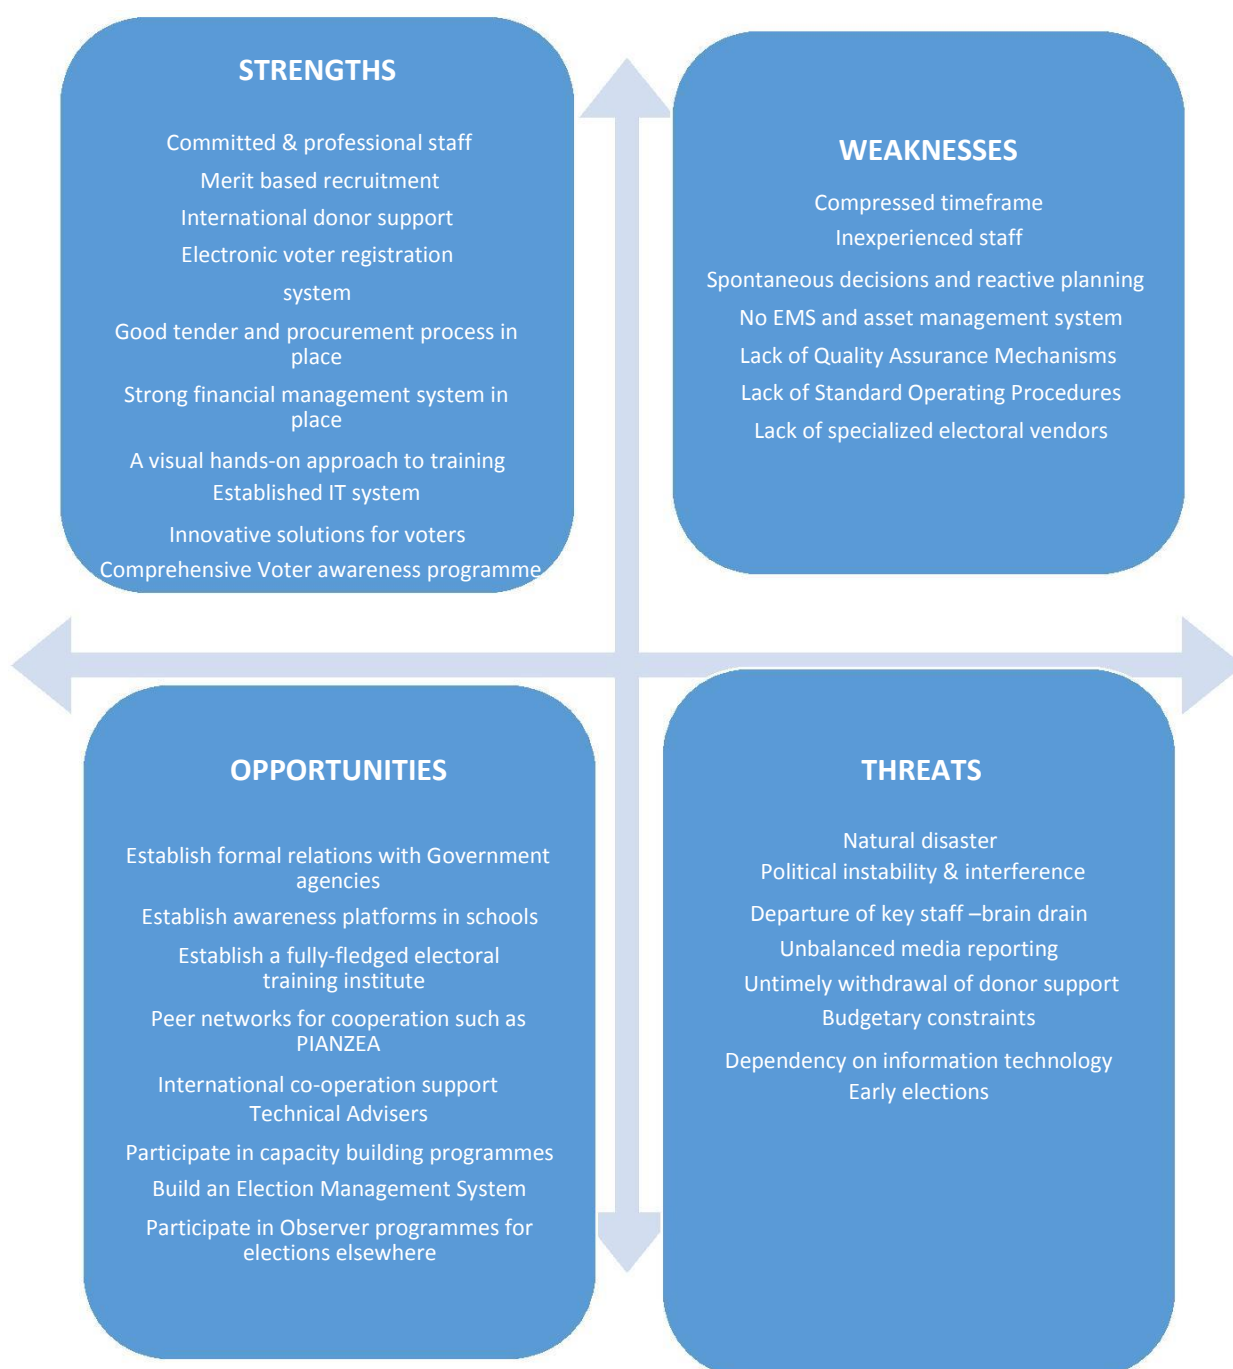 STRENGTHS
Committed & professional staff
Merit based recruitment
International donor support
Electronic voter registration
system
Good tender and procurement process in
place
Strong financial management system in
place
A visual hands-on approach to training
Established IT system
Innovative solutions for voters
Comprehensive Voter awareness programme
WEAKNESSES
Compressed timeframe
Inexperienced staff
Spontaneous decisions and reactive planning
No EMS and asset management system
Lack of Quality Assurance Mechanisms
Lack of Standard Operating Procedures
Lack of specialized electoral vendors
OPPORTUNITIES
Establish formal relations with Government
agencies
Establish awareness platforms in schools
Establish a fully-fledged electoral
training institute
Peer networks for cooperation such as
PIANZEA
International co-operation support
Technical Advisers
Participate in capacity building programmes
Build an Election Management System
Participate in Observer programmes for
elections elsewhere
THREATS
Natural disaster
Political instability & interference
Departure of key staff –brain drain
Unbalanced media reporting
Untimely withdrawal of donor support
Budgetary constraints
Dependency on information technology
Early elections